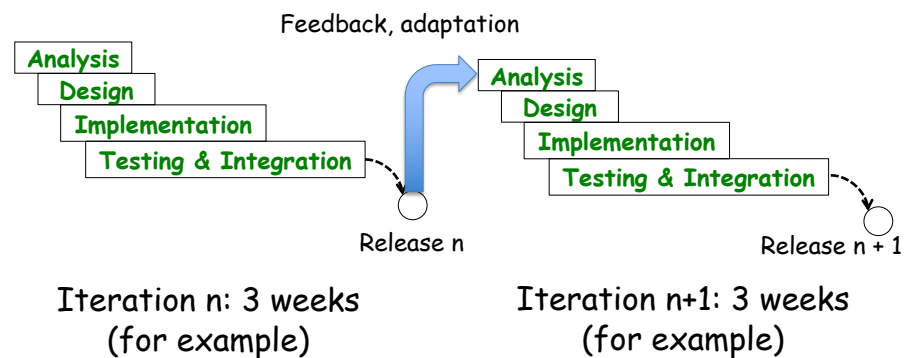 Feedback, adaptation
Analysis
Design
Implementation
Testing & Integration
Release n
Analysis
Design
Implementation
Testing & Integration
Release n + 1
Iteration n: 3 weeks
(for example)
Iteration n+1: 3 weeks
(for example)